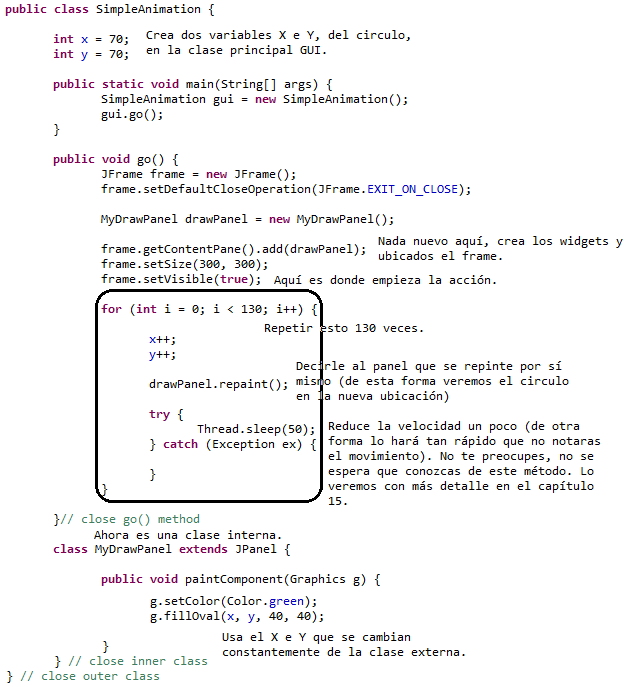 public class SimpleAnimation {
int x = 70;
int y = 70;
Crea dos variables X e Y, del circulo,
en la clase principal GUI.
public static void main(String[] args) {
SimpleAnimation gui = new SimpleAnimation();
gui.go();
}
public void go() {
JFrame frame = new JFrame();
frame.setDefaultCloseOperation(JFrame.EXIT_ON_CLOSE);
MyDrawPanel drawPanel = new MyDrawPanel();
frame.getContentPane().add(drawPanel);
frame.setSize(300, 300);
frame.setVisible(true);
Nada nuevo aquí, crea los widgets y
ubicados el frame.
Aquí es donde empieza la acción.
for (int i = 0; i < 130; i++) {
Repetir esto 130 veces.
x++;
y++;
drawPanel.repaint();
Decirle al panel que se repinte por sí
mismo (de esta forma veremos el circulo
en la nueva ubicación)
try {
Thread.sleep(50);
} catch (Exception ex) {
}
}
Reduce la velocidad un poco (de otra
forma lo hará tan rápido que no notaras
el movimiento). No te preocupes, no se
espera que conozcas de este método. Lo
veremos con más detalle en el capítulo
15.
}// close go() method
Ahora es una clase interna.
class MyDrawPanel extends JPanel {
public void paintComponent(Graphics g) {
g.setColor(Color.green);
g.fillOval(x, y, 40, 40);
}
Usa el X e Y que se cambian
constantemente de la clase externa.
} // close inner class
} // close outer class